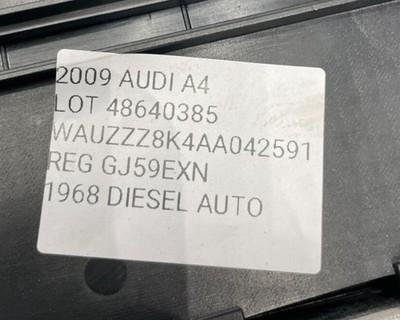 2009 AUDI A4
LOT 48640385
WAUZZZ8K4AA042591
REG GJ59EXN
1968 DIESEL AUTO